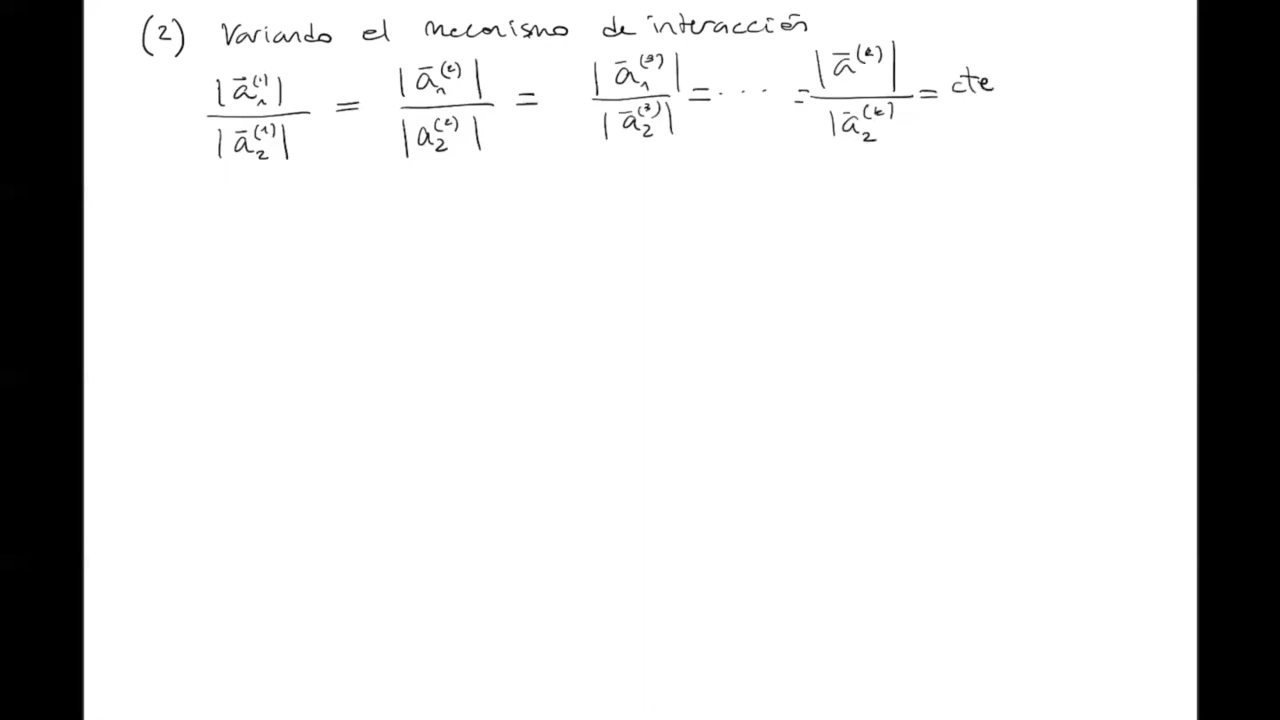 (2) Variando el mecanismo de interacción
|ā₁⁽¹⁾| / |ā₂⁽¹⁾| = |ā₁⁽²⁾| / |a₂⁽²⁾| = |ā₁⁽³⁾| / |ā₂⁽³⁾| = · · · = |ā⁽ᵏ⁾| / |ā₂⁽ᵏ⁾| = cte